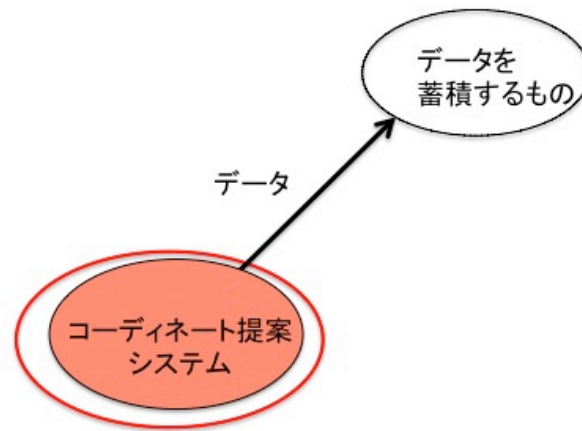 データを
蓄積するもの
データ
コーディネート提案
システム